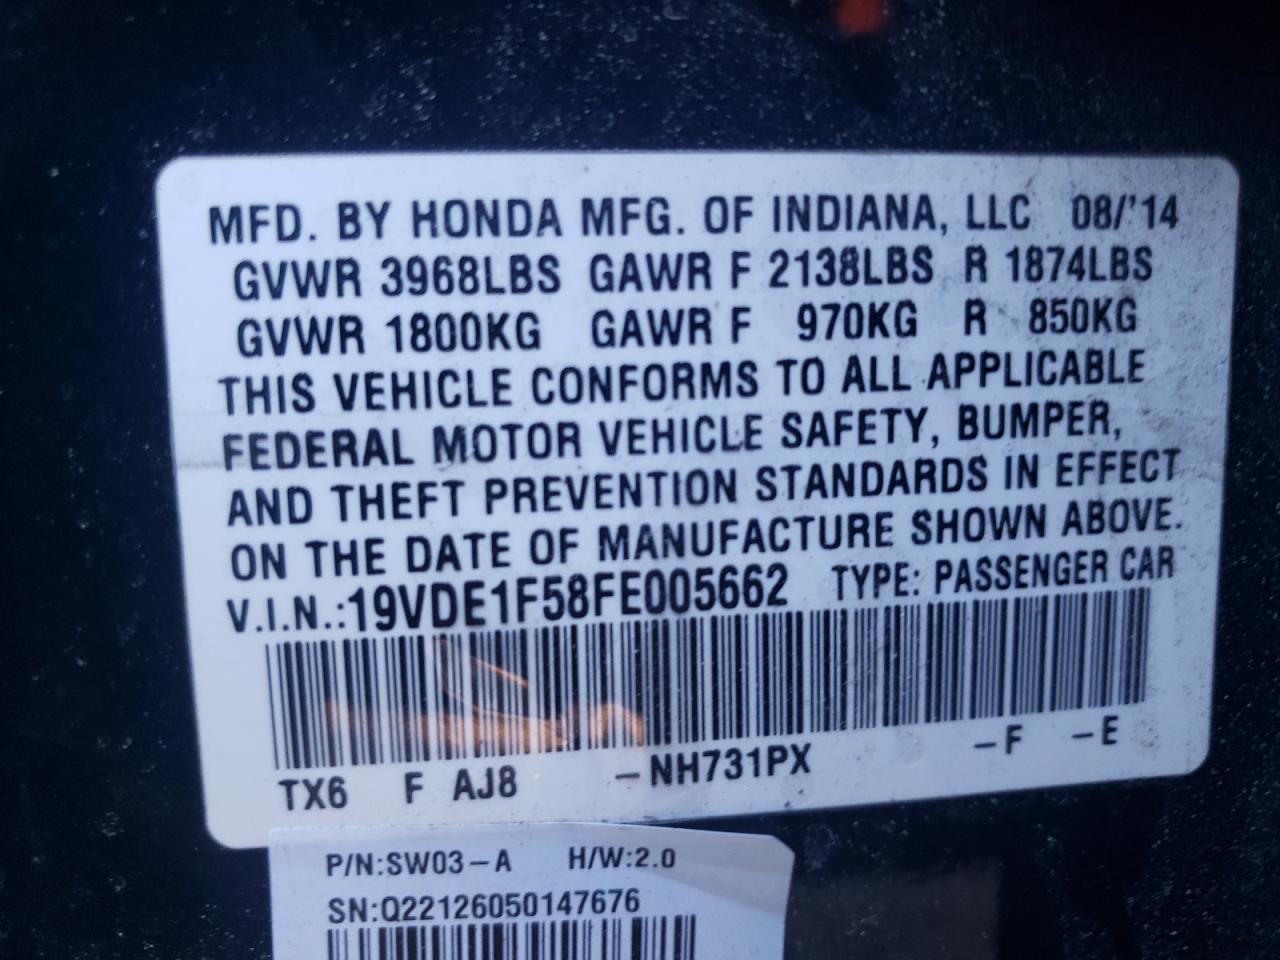 MFD. BY HONDA MFG. OF INDIANA, LLC 08/'14
GVWR 3968LBS GAWR F 2138LBS R 1874LBS
GVWR 1800KG GAWR F 970KG R 850KG
THIS VEHICLE CONFORMS TO ALL APPLICABLE
FEDERAL MOTOR VEHICLE SAFETY, BUMPER,
AND THEFT PREVENTION STANDARDS IN EFFECT
ON THE DATE OF MANUFACTURE SHOWN ABOVE.
V.I.N.:19VDE1F58FE005662 TYPE: PASSENGER CAR
TX6 F AJ8 -NH731PX -F -E
P/N:SW03-A H/W:2.0
SN:Q22126050147676